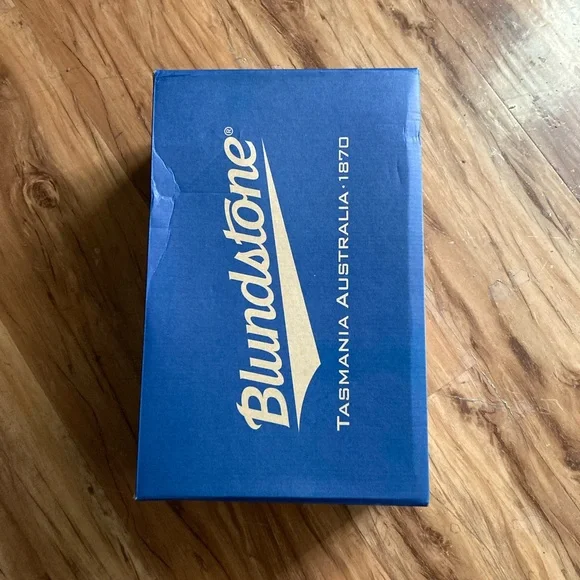 Blundstone®
TASMANIA AUSTRALIA · 1870